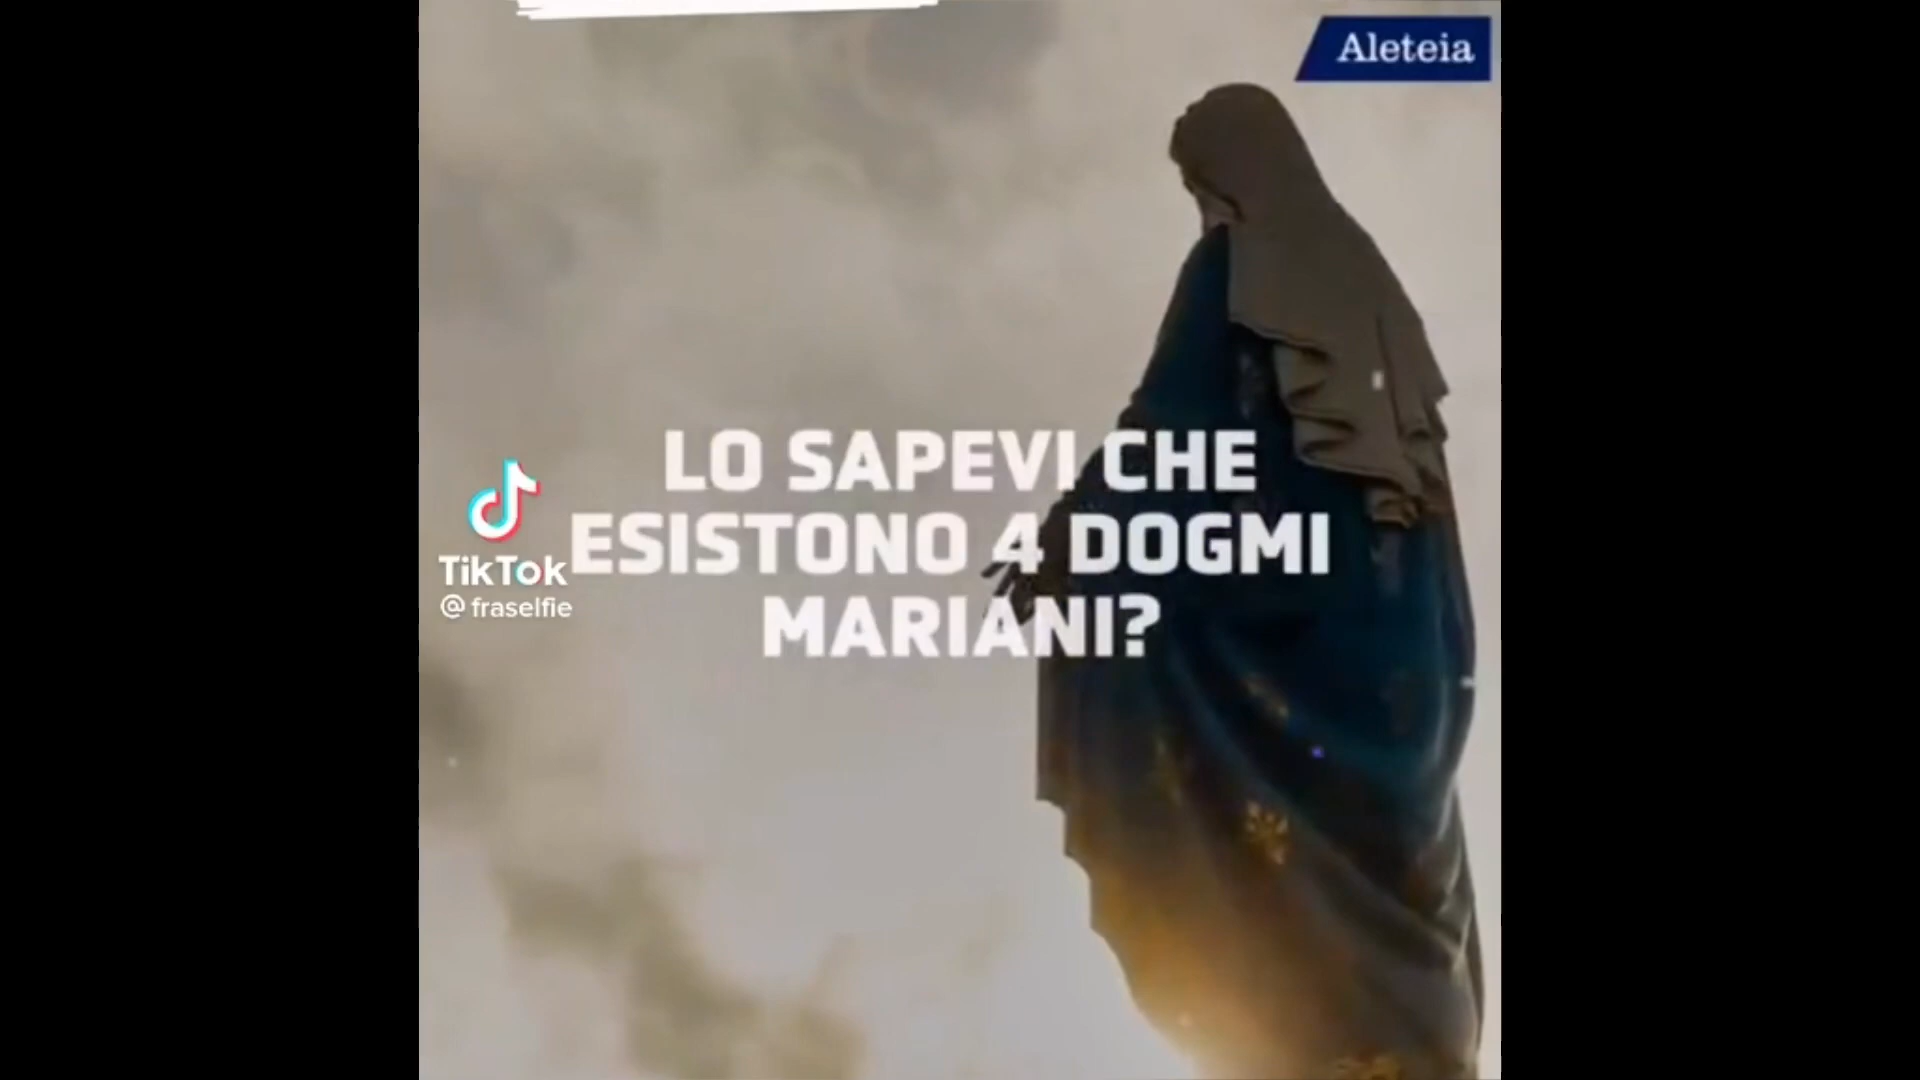 Aleteia
LO SAPEVI CHE
ESISTONO 4 DOGMI
MARIANI?
TikTok
@fraselfie